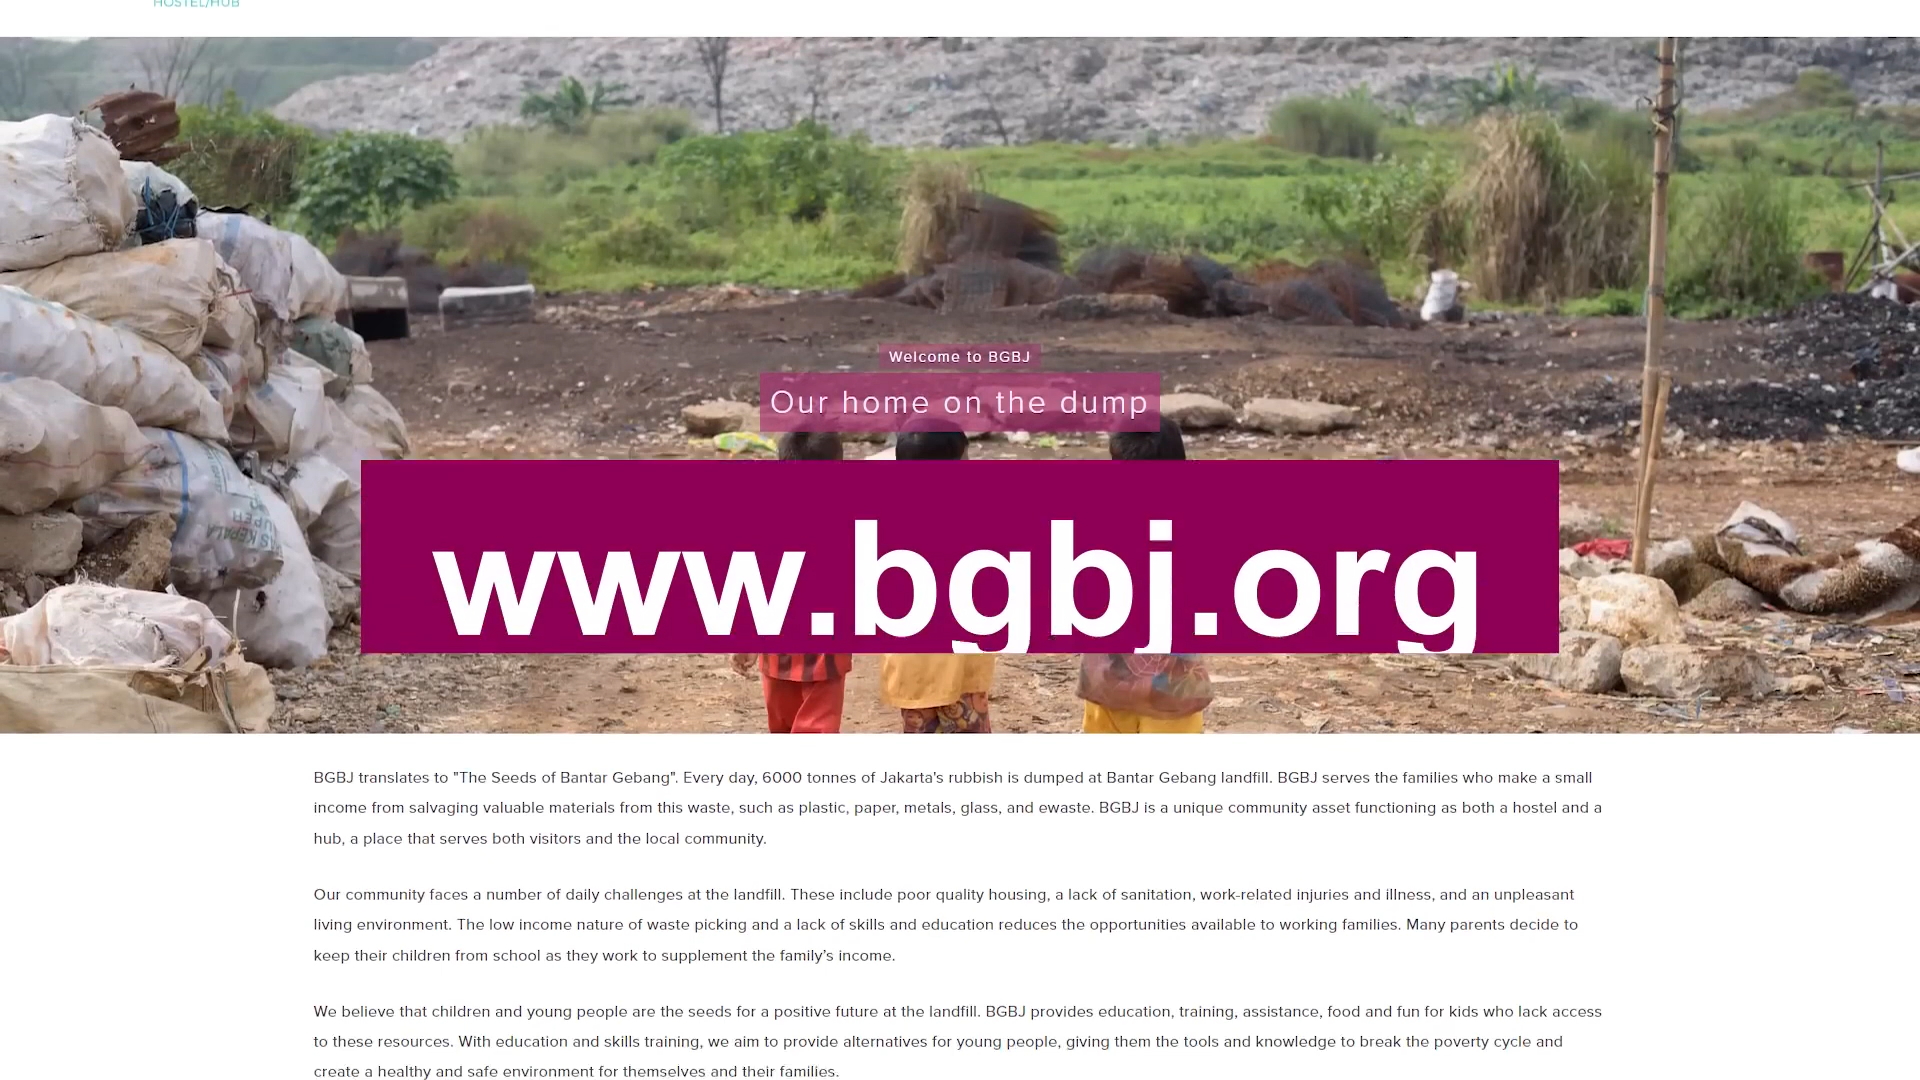 HOSTEL/HUB
Welcome to BGBJ
Our home on the dump
www.bgbj.org
BGBJ translates to "The Seeds of Bantar Gebang". Every day, 6000 tonnes of Jakarta's rubbish is dumped at Bantar Gebang landfill. BGBJ serves the families who make a small
income from salvaging valuable materials from this waste, such as plastic, paper, metals, glass, and ewaste. BGBJ is a unique community asset functioning as both a hostel and a
hub, a place that serves both visitors and the local community.
Our community faces a number of daily challenges at the landfill. These include poor quality housing, a lack of sanitation, work-related injuries and illness, and an unpleasant
living environment. The low income nature of waste picking and a lack of skills and education reduces the opportunities available to working families. Many parents decide to
keep their children from school as they work to supplement the family’s income.
We believe that children and young people are the seeds for a positive future at the landfill. BGBJ provides education, training, assistance, food and fun for kids who lack access
to these resources. With education and skills training, we aim to provide alternatives for young people, giving them the tools and knowledge to break the poverty cycle and
create a healthy and safe environment for themselves and their families.